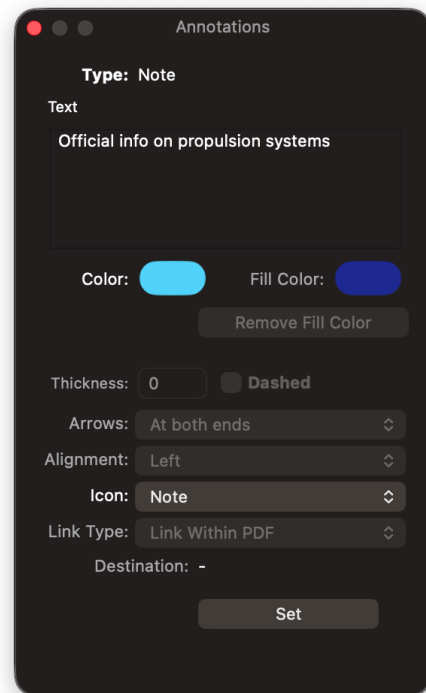 Annotations
Type: Note
Text
Official info on propulsion systems
Color: Fill Color:
Remove Fill Color
Thickness: 0 Dashed
Arrows: At both ends
Alignment: Left
Icon: Note
Link Type: Link Within PDF
Destination: -
Set